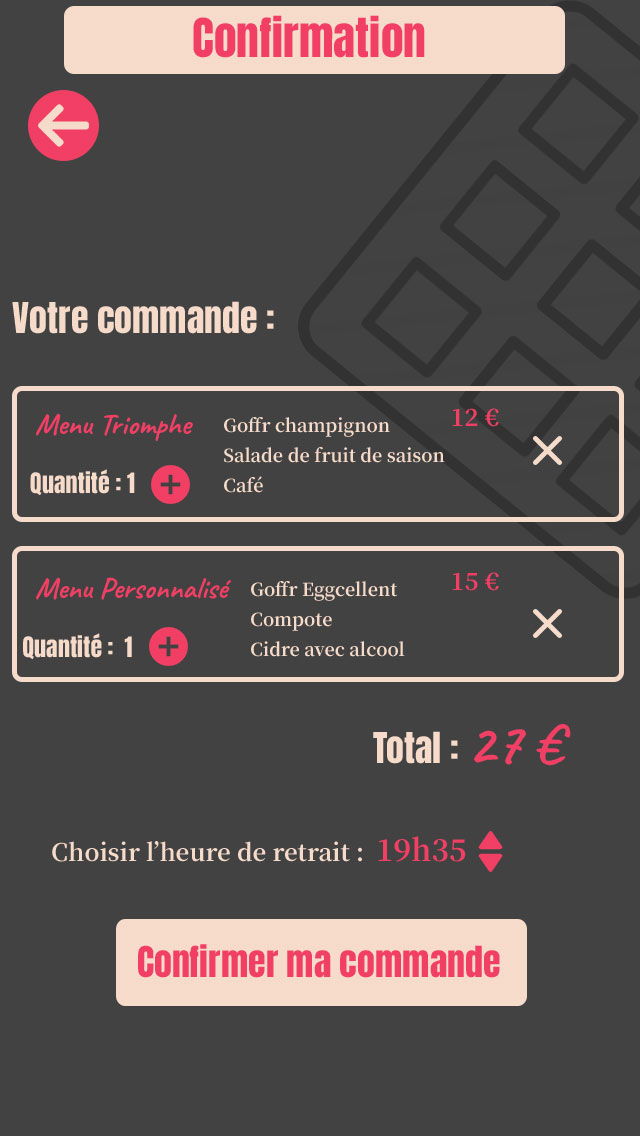 Confirmation
Votre commande :
Menu Triomphe
Goffr champignon
12 €
Salade de fruit de saison
Quantité : 1
Café
Menu Personnalisé
Goffr Eggcellent
15 €
Compote
Quantité : 1
Cidre avec alcool
Total : 27 €
Choisir l’heure de retrait : 19h35
Confirmer ma commande